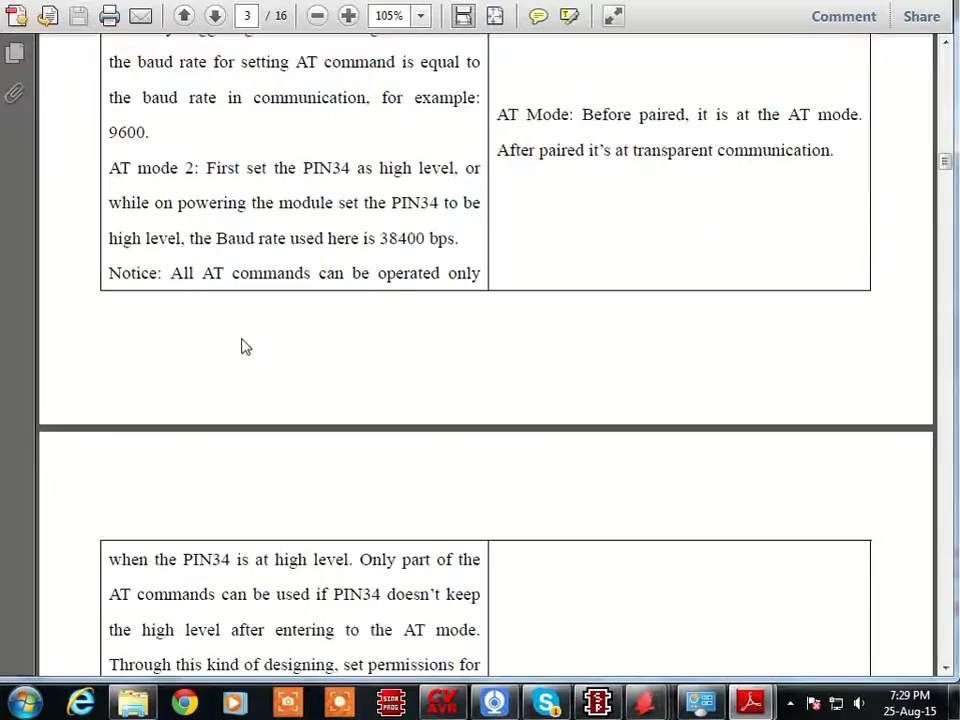 3 / 16
105%
Comment
Share
the baud rate for setting AT command is equal to
the baud rate in communication, for example:
9600.
AT mode 2: First set the PIN34 as high level, or
while on powering the module set the PIN34 to be
high level, the Baud rate used here is 38400 bps.
Notice: All AT commands can be operated only
AT Mode: Before paired, it is at the AT mode.
After paired it's at transparent communication.
when the PIN34 is at high level. Only part of the
AT commands can be used if PIN34 doesn't keep
the high level after entering to the AT mode.
Through this kind of designing, set permissions for
SINA
PROG
CV
AVR
7:29 PM
25-Aug-15